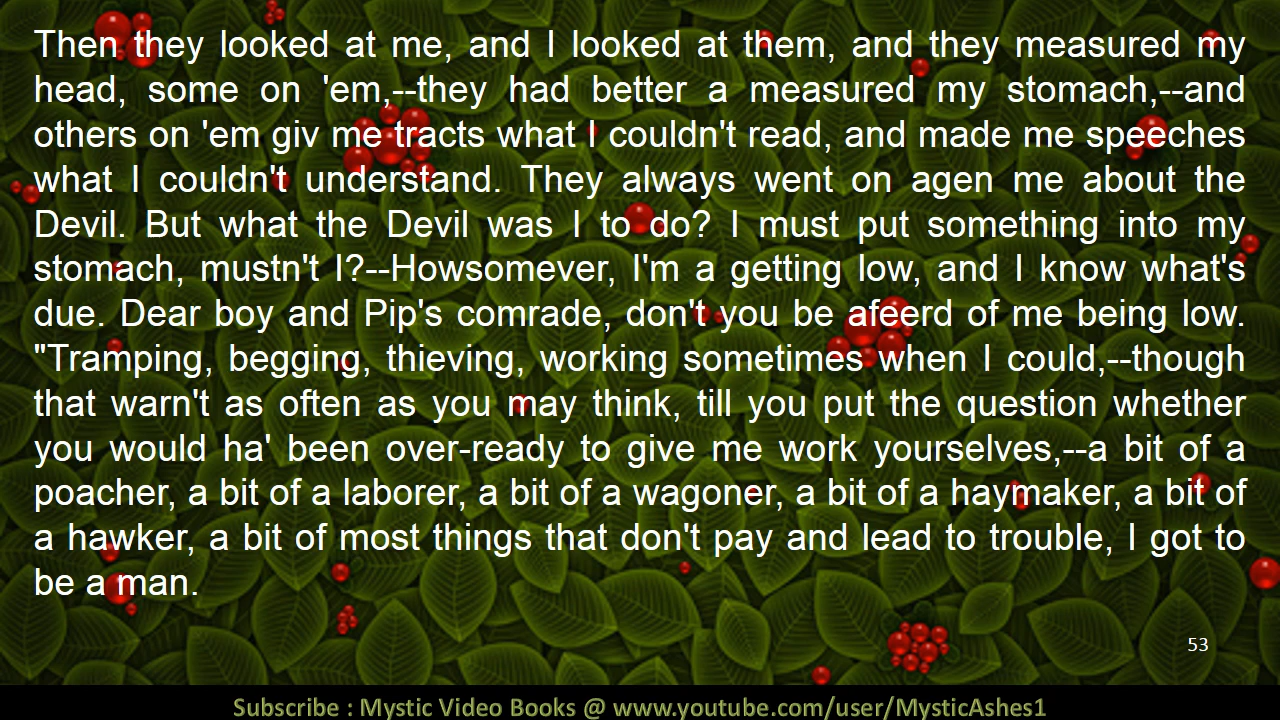 Then they looked at me, and I looked at them, and they measured my
head, some on 'em,--they had better a measured my stomach,--and
others on 'em giv me tracts what I couldn't read, and made me speeches
what I couldn't understand. They always went on agen me about the
Devil. But what the Devil was I to do? I must put something into my
stomach, mustn't I?--Howsomever, I'm a getting low, and I know what's
due. Dear boy and Pip's comrade, don't you be afeerd of me being low.
"Tramping, begging, thieving, working sometimes when I could,--though
that warn't as often as you may think, till you put the question whether
you would ha' been over-ready to give me work yourselves,--a bit of a
poacher, a bit of a laborer, a bit of a wagoner, a bit of a haymaker, a bit of
a hawker, a bit of most things that don't pay and lead to trouble, I got to
be a man.
53
Subscribe : Mystic Video Books @ www.youtube.com/user/MysticAshes1